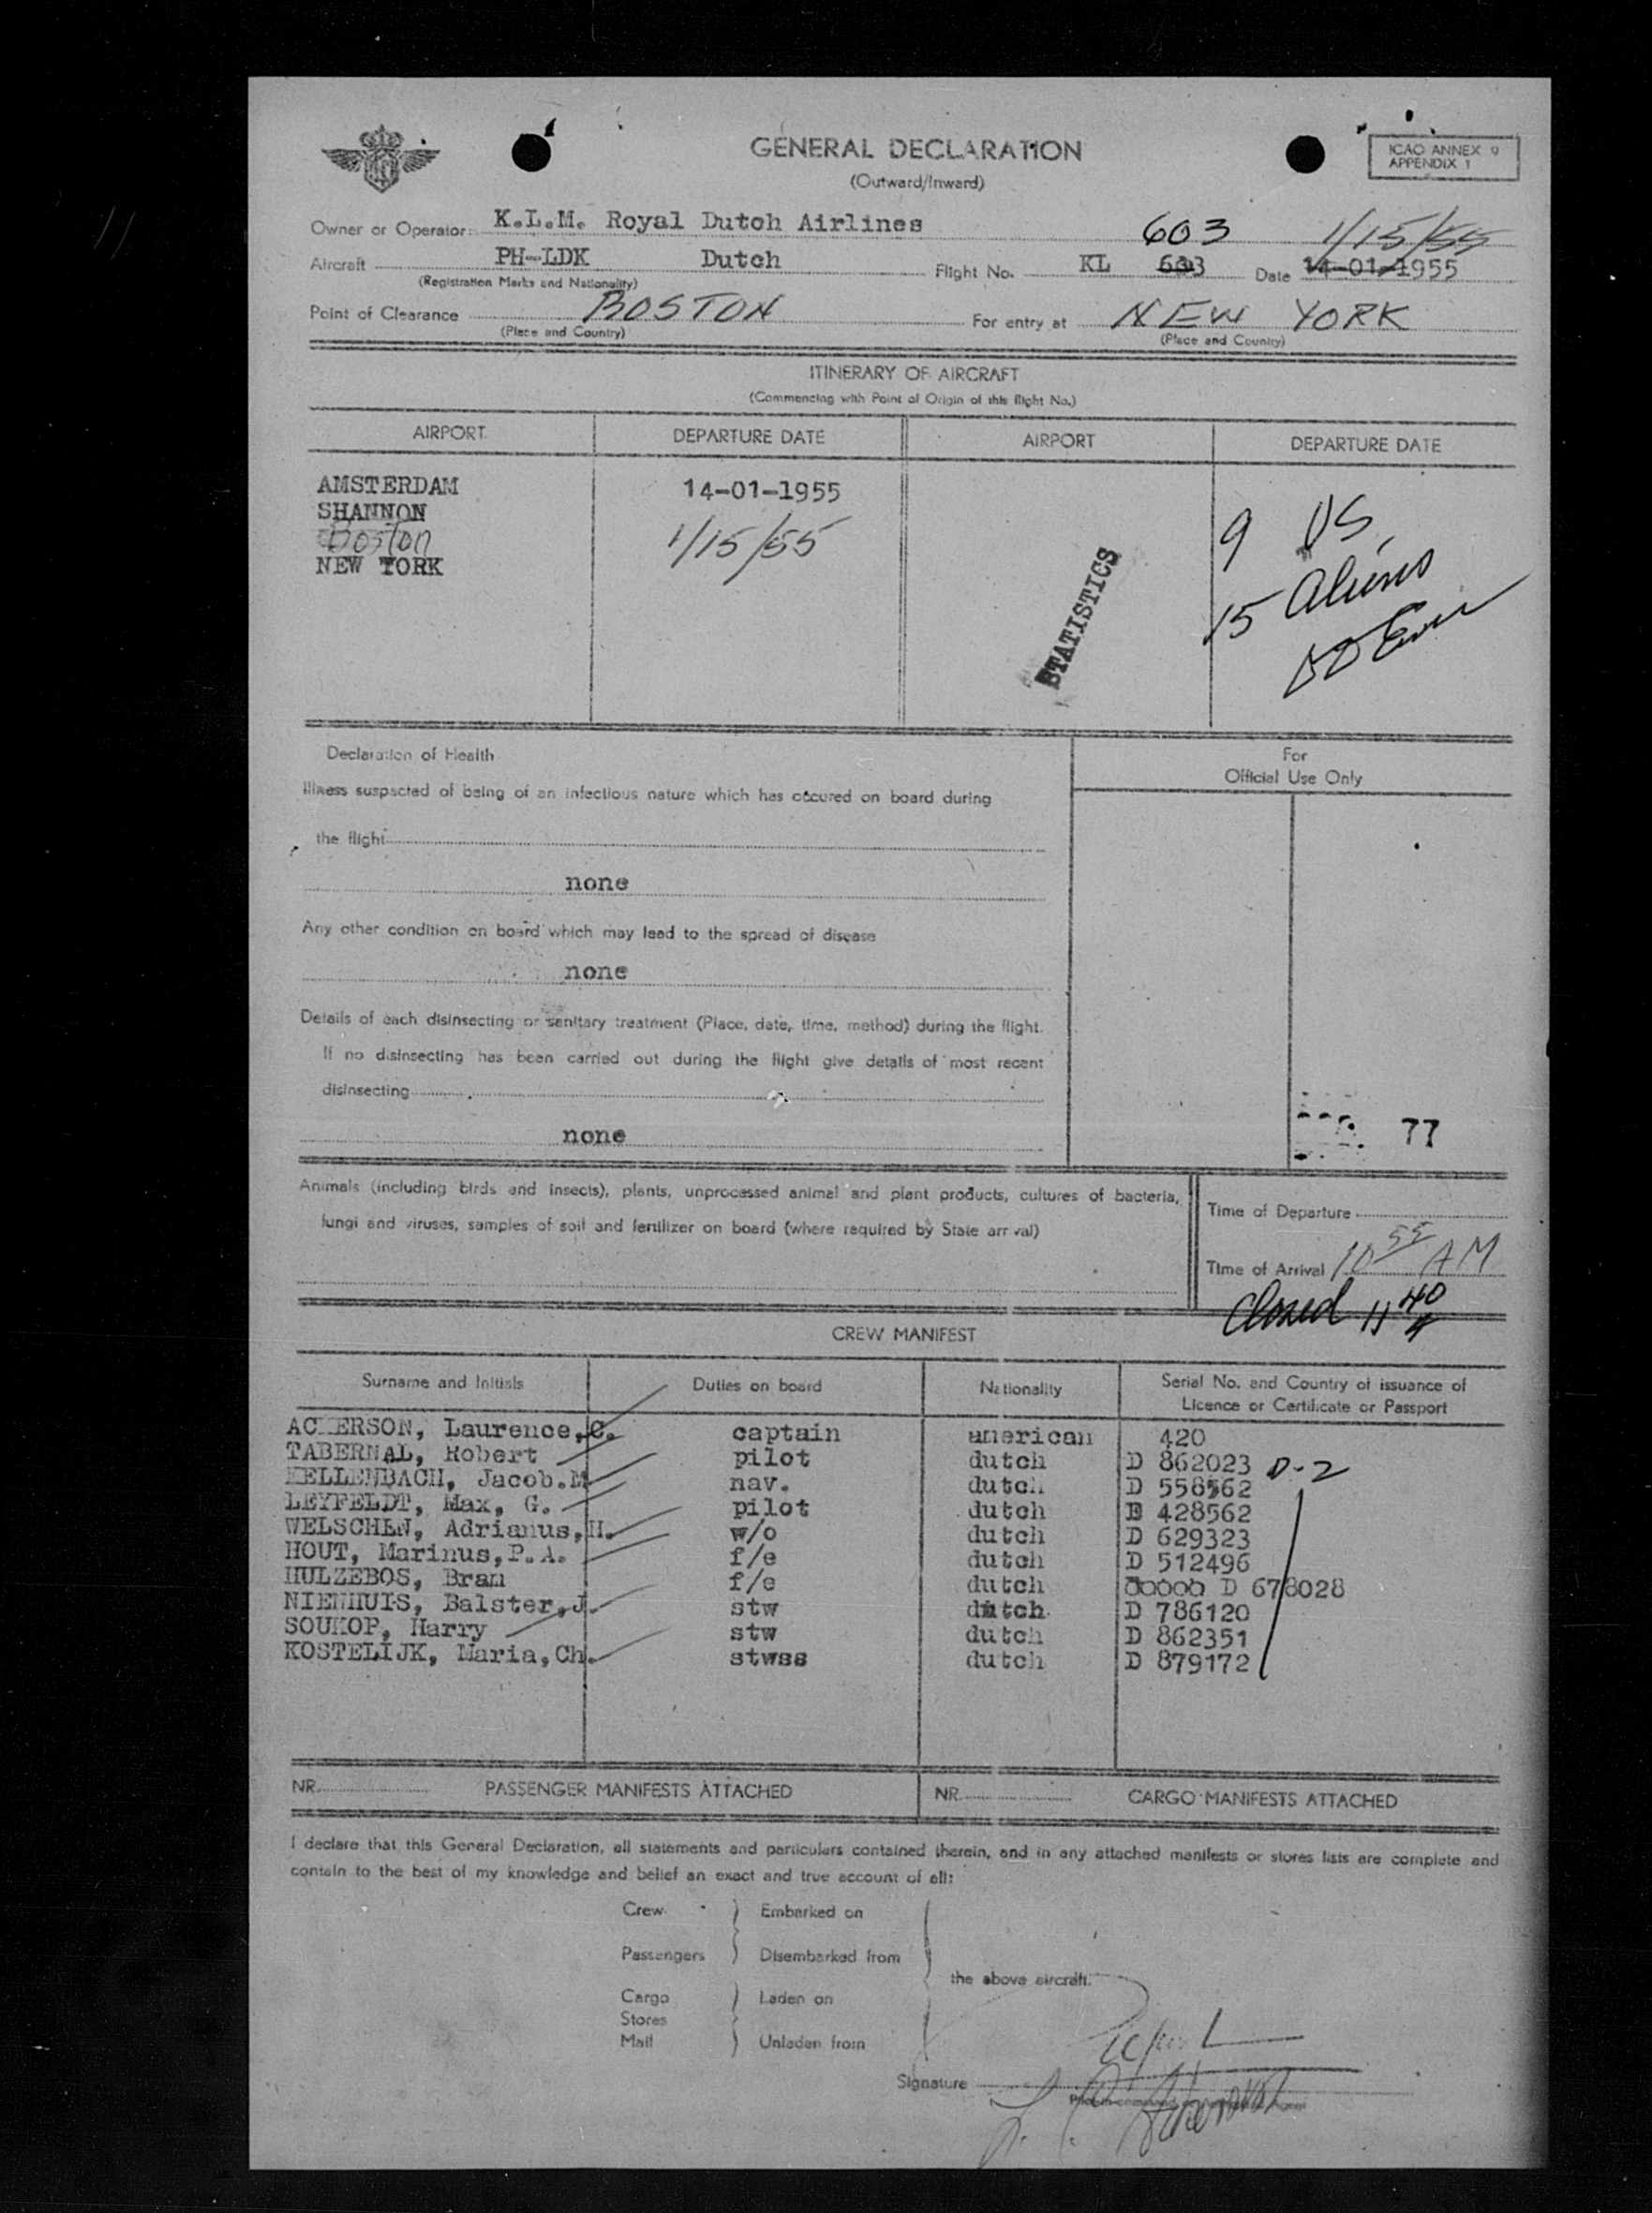 GENERAL DECLARATION
(Outward/Inward)
ICAO ANNEX 9
APPENDIX 1
Owner or Operator: K.L.M. Royal Dutch Airlines 603 1/15/55
Aircraft PH-LDK Dutch Flight No. KL 633 Date 14-01-1955
(Registration Marks and Nationality)
Point of Clearance BOSTON For entry at NEW YORK
(Place and Country) (Place and Country)
ITINERARY OF AIRCRAFT
(Commencing with Point of Origin of this flight No.)
AIRPORT DEPARTURE DATE AIRPORT DEPARTURE DATE
AMSTERDAM 14-01-1955
SHANNON
Boston 1/15/55
NEW YORK
9 US
15 Aliens
STATISTICS
Declaration of Health
For
Official Use Only
Illness suspected of being of an infectious nature which has occured on board during
the flight
none
Any other condition on board which may lead to the spread of disease
none
Details of each disinsecting or sanitary treatment (Place, date, time, method) during the flight.
If no disinsecting has been carried out during the flight give details of most recent
disinsecting
none
77
Animals (including birds and insects), plants, unprocessed animal and plant products, cultures of bacteria,
fungi and viruses, samples of soil and fertilizer on board (where required by State arrival)
Time of Departure
Time of Arrival 10 55 AM
Closed 11 40
CREW MANIFEST
Surname and Initials Duties on board Nationality Serial No. and Country of issuance of
Licence or Certificate or Passport
ACKERSON, Laurence, C. captain american 420
TABERNAL, Robert pilot dutch D 862023 D-2
KELLENBACH, Jacob.M nav. dutch D 558562
LEYFELDT, Max, G. pilot dutch E 428562
WELSCHEN, Adrianus, H. w/o dutch D 629323
HOUT, Marinus, P.A. f/e dutch D 512496
HULZEBOS, Bram f/e dutch D 678028
NIENHUIS, Balster, J. stw dutch D 786120
SOUKOP, Harry stw dutch D 862351
KOSTELIJK, Maria, Ch. stwss dutch D 879172
NR. PASSENGER MANIFESTS ATTACHED NR. CARGO MANIFESTS ATTACHED
I declare that this General Declaration, all statements and particulars contained therein, and in any attached manifests or stores lists are complete and
contain to the best of my knowledge and belief an exact and true account of all:
Crew Embarked on
Passengers Disembarked from
the above aircraft.
Cargo Laden on
Stores
Mail Unladen from
Signature